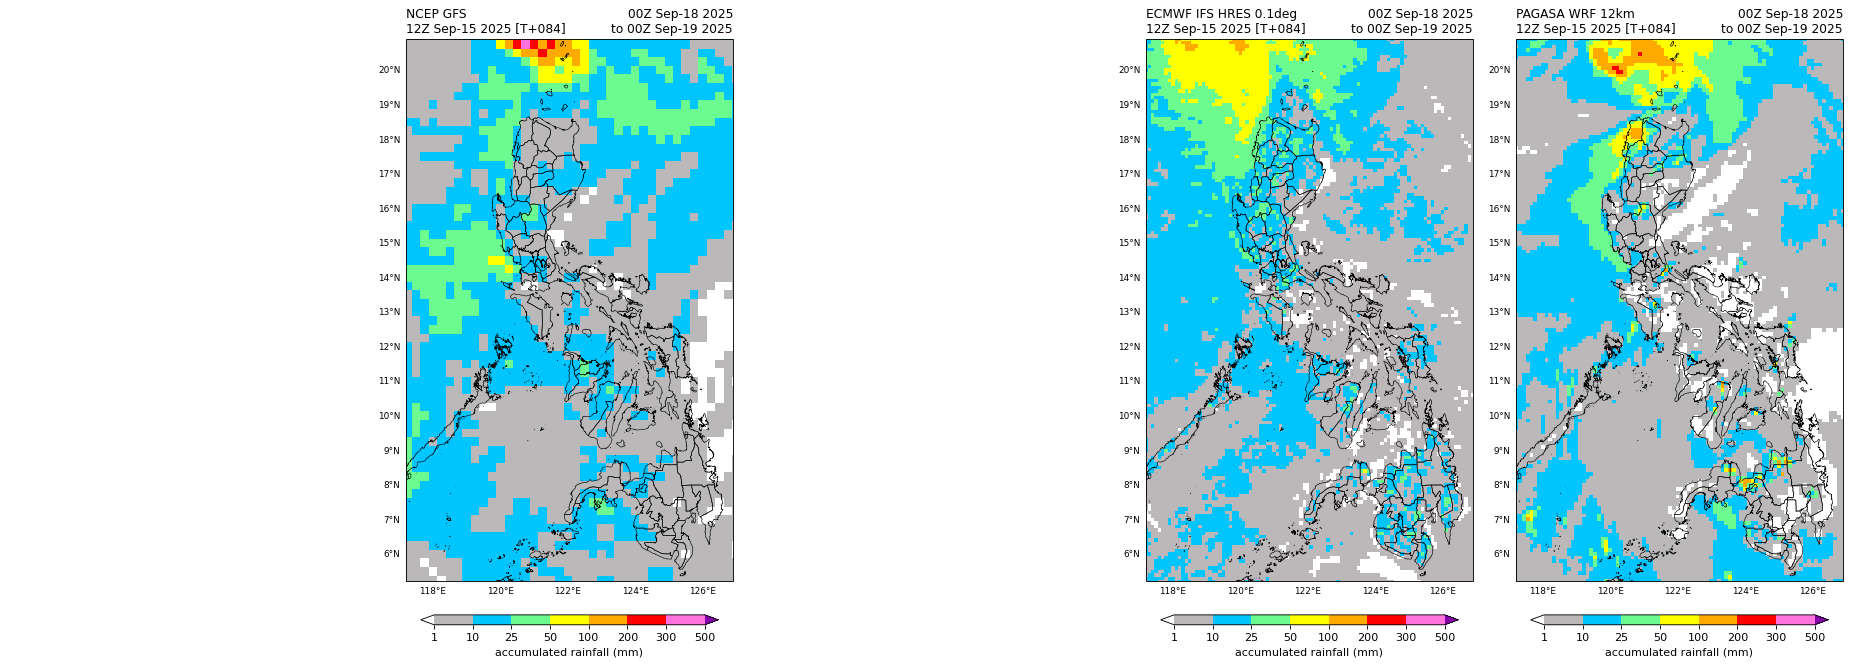 NCEP GFS 00Z Sep-18 2025
12Z Sep-15 2025 [T+084] to 00Z Sep-19 2025
20°N
19°N
18°N
17°N
16°N
15°N
14°N
13°N
12°N
11°N
10°N
9°N
8°N
7°N
6°N
118°E 120°E 122°E 124°E 126°E
1 10 25 50 100 200 300 500
accumulated rainfall (mm)
ECMWF IFS HRES 0.1deg 00Z Sep-18 2025
12Z Sep-15 2025 [T+084] to 00Z Sep-19 2025
20°N
19°N
18°N
17°N
16°N
15°N
14°N
13°N
12°N
11°N
10°N
9°N
8°N
7°N
6°N
118°E 120°E 122°E 124°E 126°E
1 10 25 50 100 200 300 500
accumulated rainfall (mm)
PAGASA WRF 12km 00Z Sep-18 2025
12Z Sep-15 2025 [T+084] to 00Z Sep-19 2025
20°N
19°N
18°N
17°N
16°N
15°N
14°N
13°N
12°N
11°N
10°N
9°N
8°N
7°N
6°N
118°E 120°E 122°E 124°E 126°E
1 10 25 50 100 200 300 500
accumulated rainfall (mm)